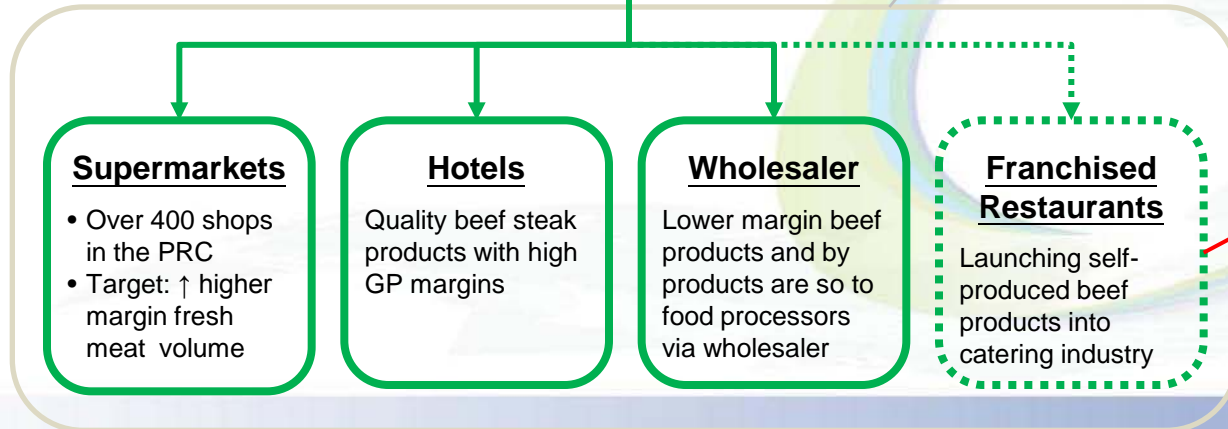 Supermarkets
• Over 400 shops
in the PRC
• Target: ↑ higher
margin fresh
meat volume
Hotels
Quality beef steak
products with high
GP margins
Wholesaler
Lower margin beef
products and by
products are so to
food processors
via wholesaler
Franchised
Restaurants
Launching self-
produced beef
products into
catering industry